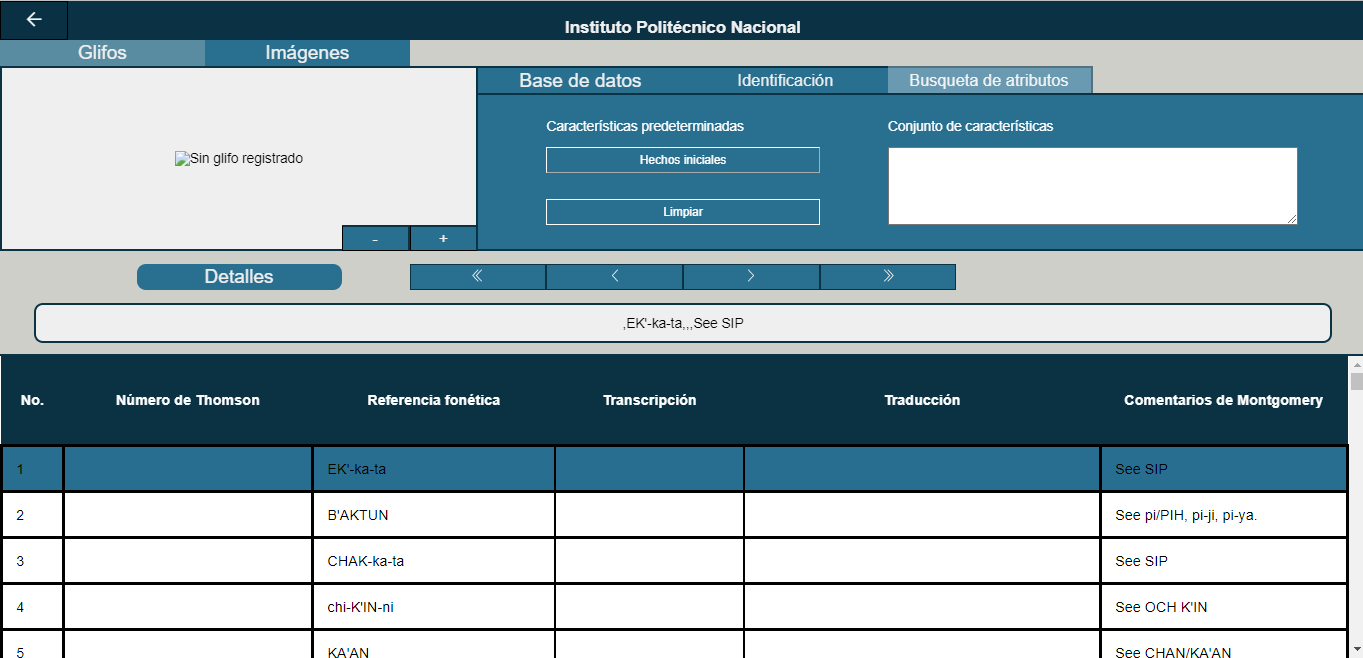 Instituto Politécnico Nacional
Glifos Imágenes
Base de datos Identificación Busqueta de atributos
Características predeterminadas Conjunto de características
Hechos iniciales
Sin glifo registrado
Limpiar
- +
Detalles « < > »
,EK'-ka-ta,,,See SIP
No. Número de Thomson Referencia fonética Transcripción Traducción Comentarios de Montgomery
1 EK'-ka-ta See SIP
2 B'AKTUN See pi/PIH, pi-ji, pi-ya.
3 CHAK-ka-ta See SIP
4 chi-K'IN-ni See OCH K'IN
5 KA'AN See CHAN/KA'AN